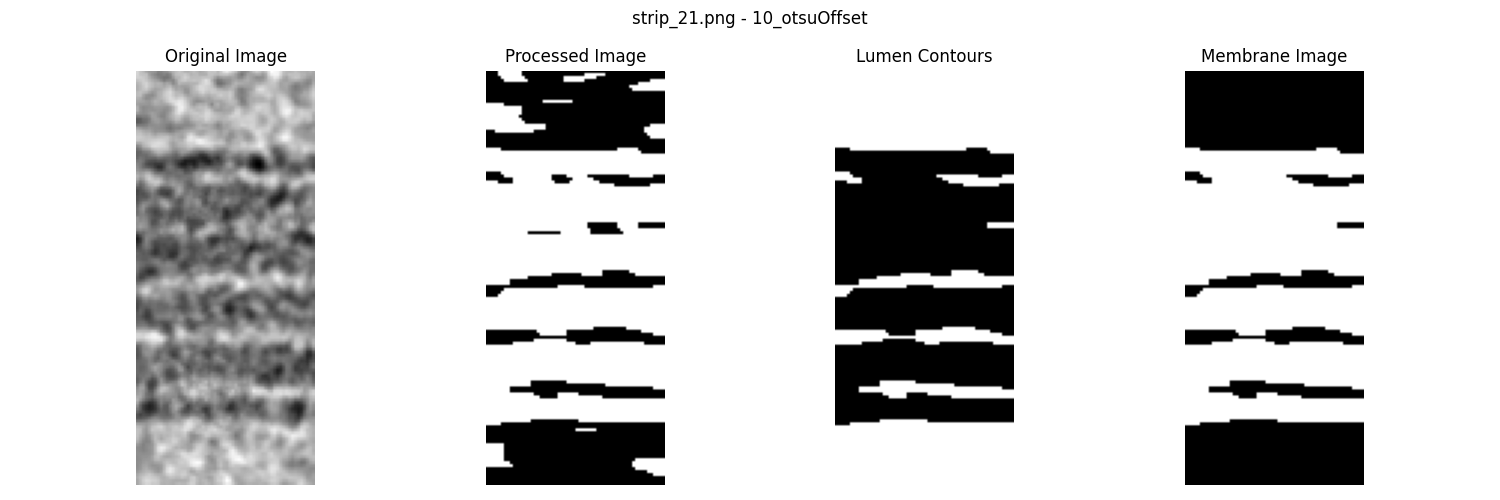 strip_21.png - 10_otsuOffset
Original Image
Processed Image
Lumen Contours
Membrane Image